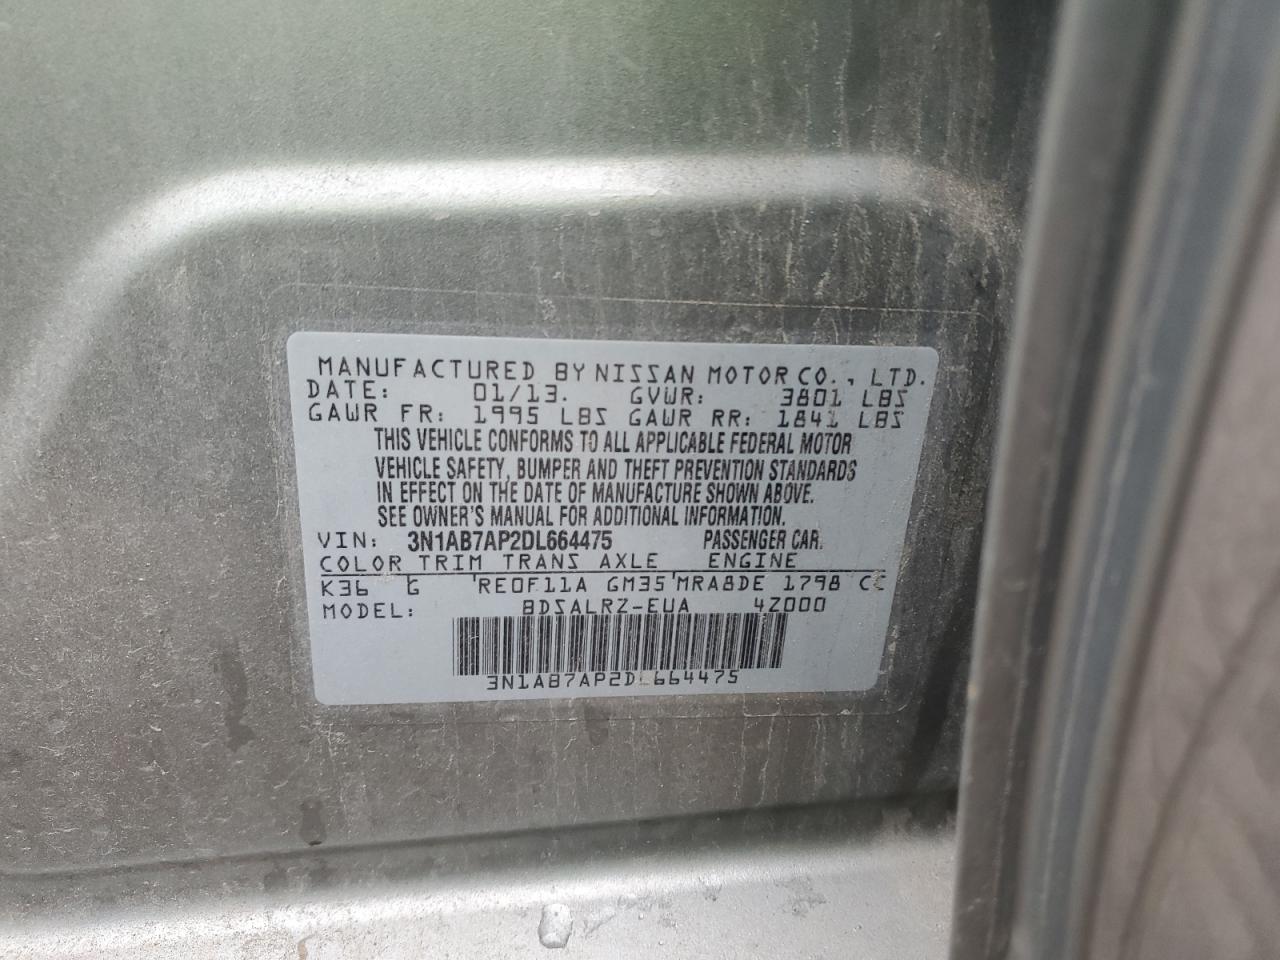 MANUFACTURED BY NISSAN MOTOR CO., LTD.
DATE: 01/13. GVWR: 3801 LBS
GAWR FR: 1995 LBS GAWR RR: 1841 LBS
THIS VEHICLE CONFORMS TO ALL APPLICABLE FEDERAL MOTOR
VEHICLE SAFETY, BUMPER AND THEFT PREVENTION STANDARDS
IN EFFECT ON THE DATE OF MANUFACTURE SHOWN ABOVE.
SEE OWNER'S MANUAL FOR ADDITIONAL INFORMATION.
VIN: 3N1AB7AP2DL664475 PASSENGER CAR.
COLOR TRIM TRANS AXLE ENGINE
K36 G RE0F11A GM35 MRA8DE 1798 CC
MODEL: BDSALRZ-EUA 4Z000
3N1AB7AP2DL664475